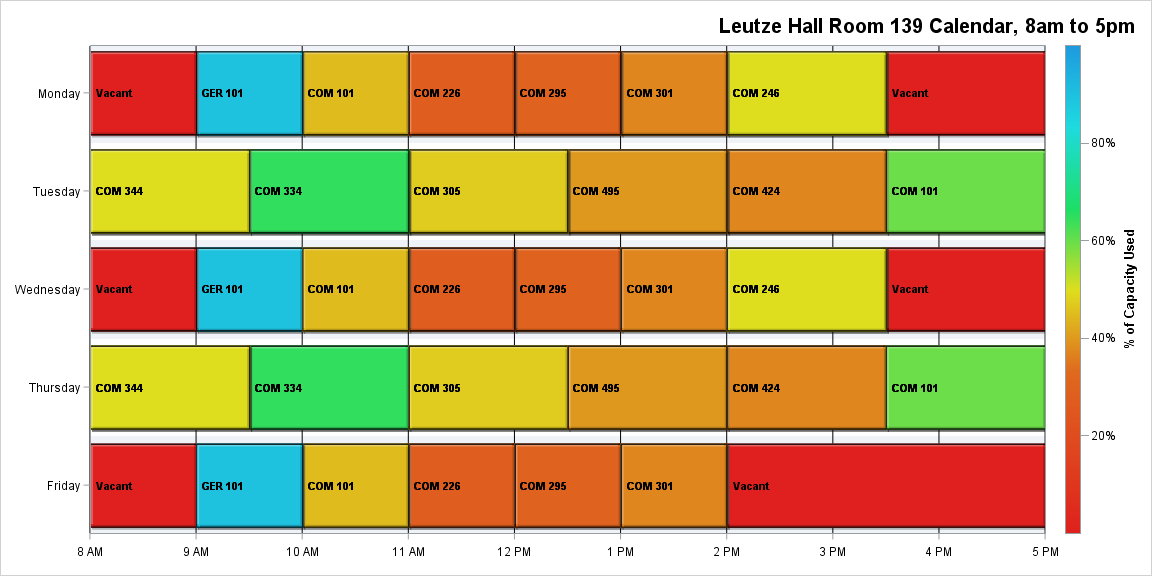 Leutze Hall Room 139 Calendar, 8am to 5pm
Monday
Vacant
GER 101
COM 101
COM 226
COM 295
COM 301
COM 246
Vacant
Tuesday
COM 344
COM 334
COM 305
COM 495
COM 424
COM 101
Wednesday
Vacant
GER 101
COM 101
COM 226
COM 295
COM 301
COM 246
Vacant
Thursday
COM 344
COM 334
COM 305
COM 495
COM 424
COM 101
Friday
Vacant
GER 101
COM 101
COM 226
COM 295
COM 301
Vacant
8 AM
9 AM
10 AM
11 AM
12 PM
1 PM
2 PM
3 PM
4 PM
5 PM
80%
60%
40%
20%
% of Capacity Used